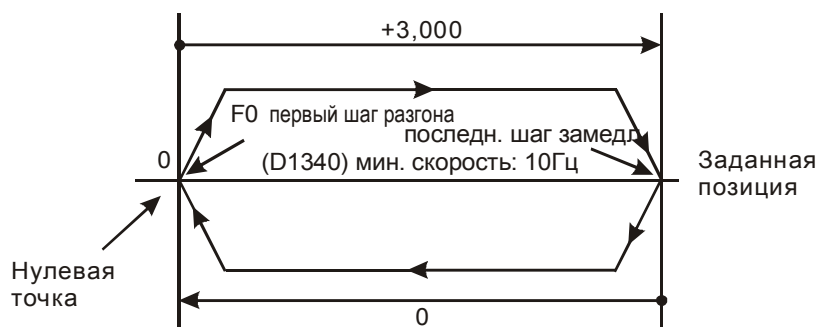 +3,000
F0 первый шаг разгона
последн. шаг замедл
0
(D1340) мин. скорость: 10Гц
Заданная
позиция
Нулевая
точка
0